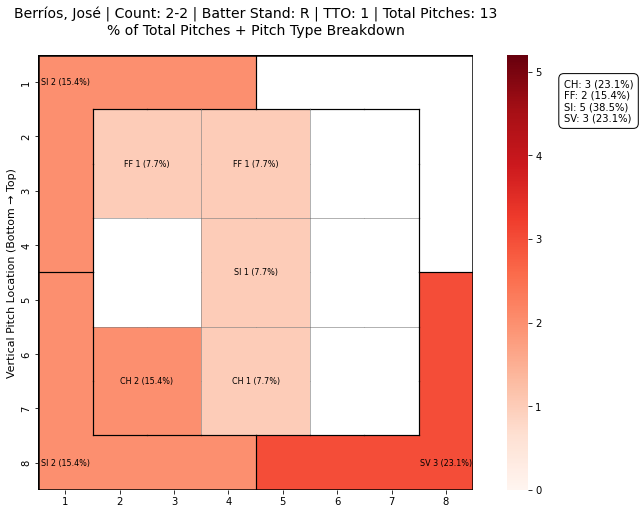 Berríos, José | Count: 2-2 | Batter Stand: R | TTO: 1 | Total Pitches: 13
% of Total Pitches + Pitch Type Breakdown
CH: 3 (23.1%)
FF: 2 (15.4%)
SI: 5 (38.5%)
SV: 3 (23.1%)
SI 2 (15.4%)
FF 1 (7.7%)
FF 1 (7.7%)
SI 1 (7.7%)
CH 2 (15.4%)
CH 1 (7.7%)
SI 2 (15.4%)
SV 3 (23.1%)
Vertical Pitch Location (Bottom → Top)
1
2
3
4
5
6
7
8
1
2
3
4
5
6
7
8
5
4
3
2
1
0